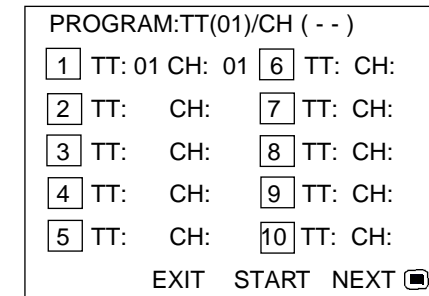 PROGRAM:TT(01)/CH ( - - )
1 TT: 01 CH: 01 6 TT: CH:
2 TT: CH: 7 TT: CH:
3 TT: CH: 8 TT: CH:
4 TT: CH: 9 TT: CH:
5 TT: CH: 10 TT: CH:
EXIT START NEXT